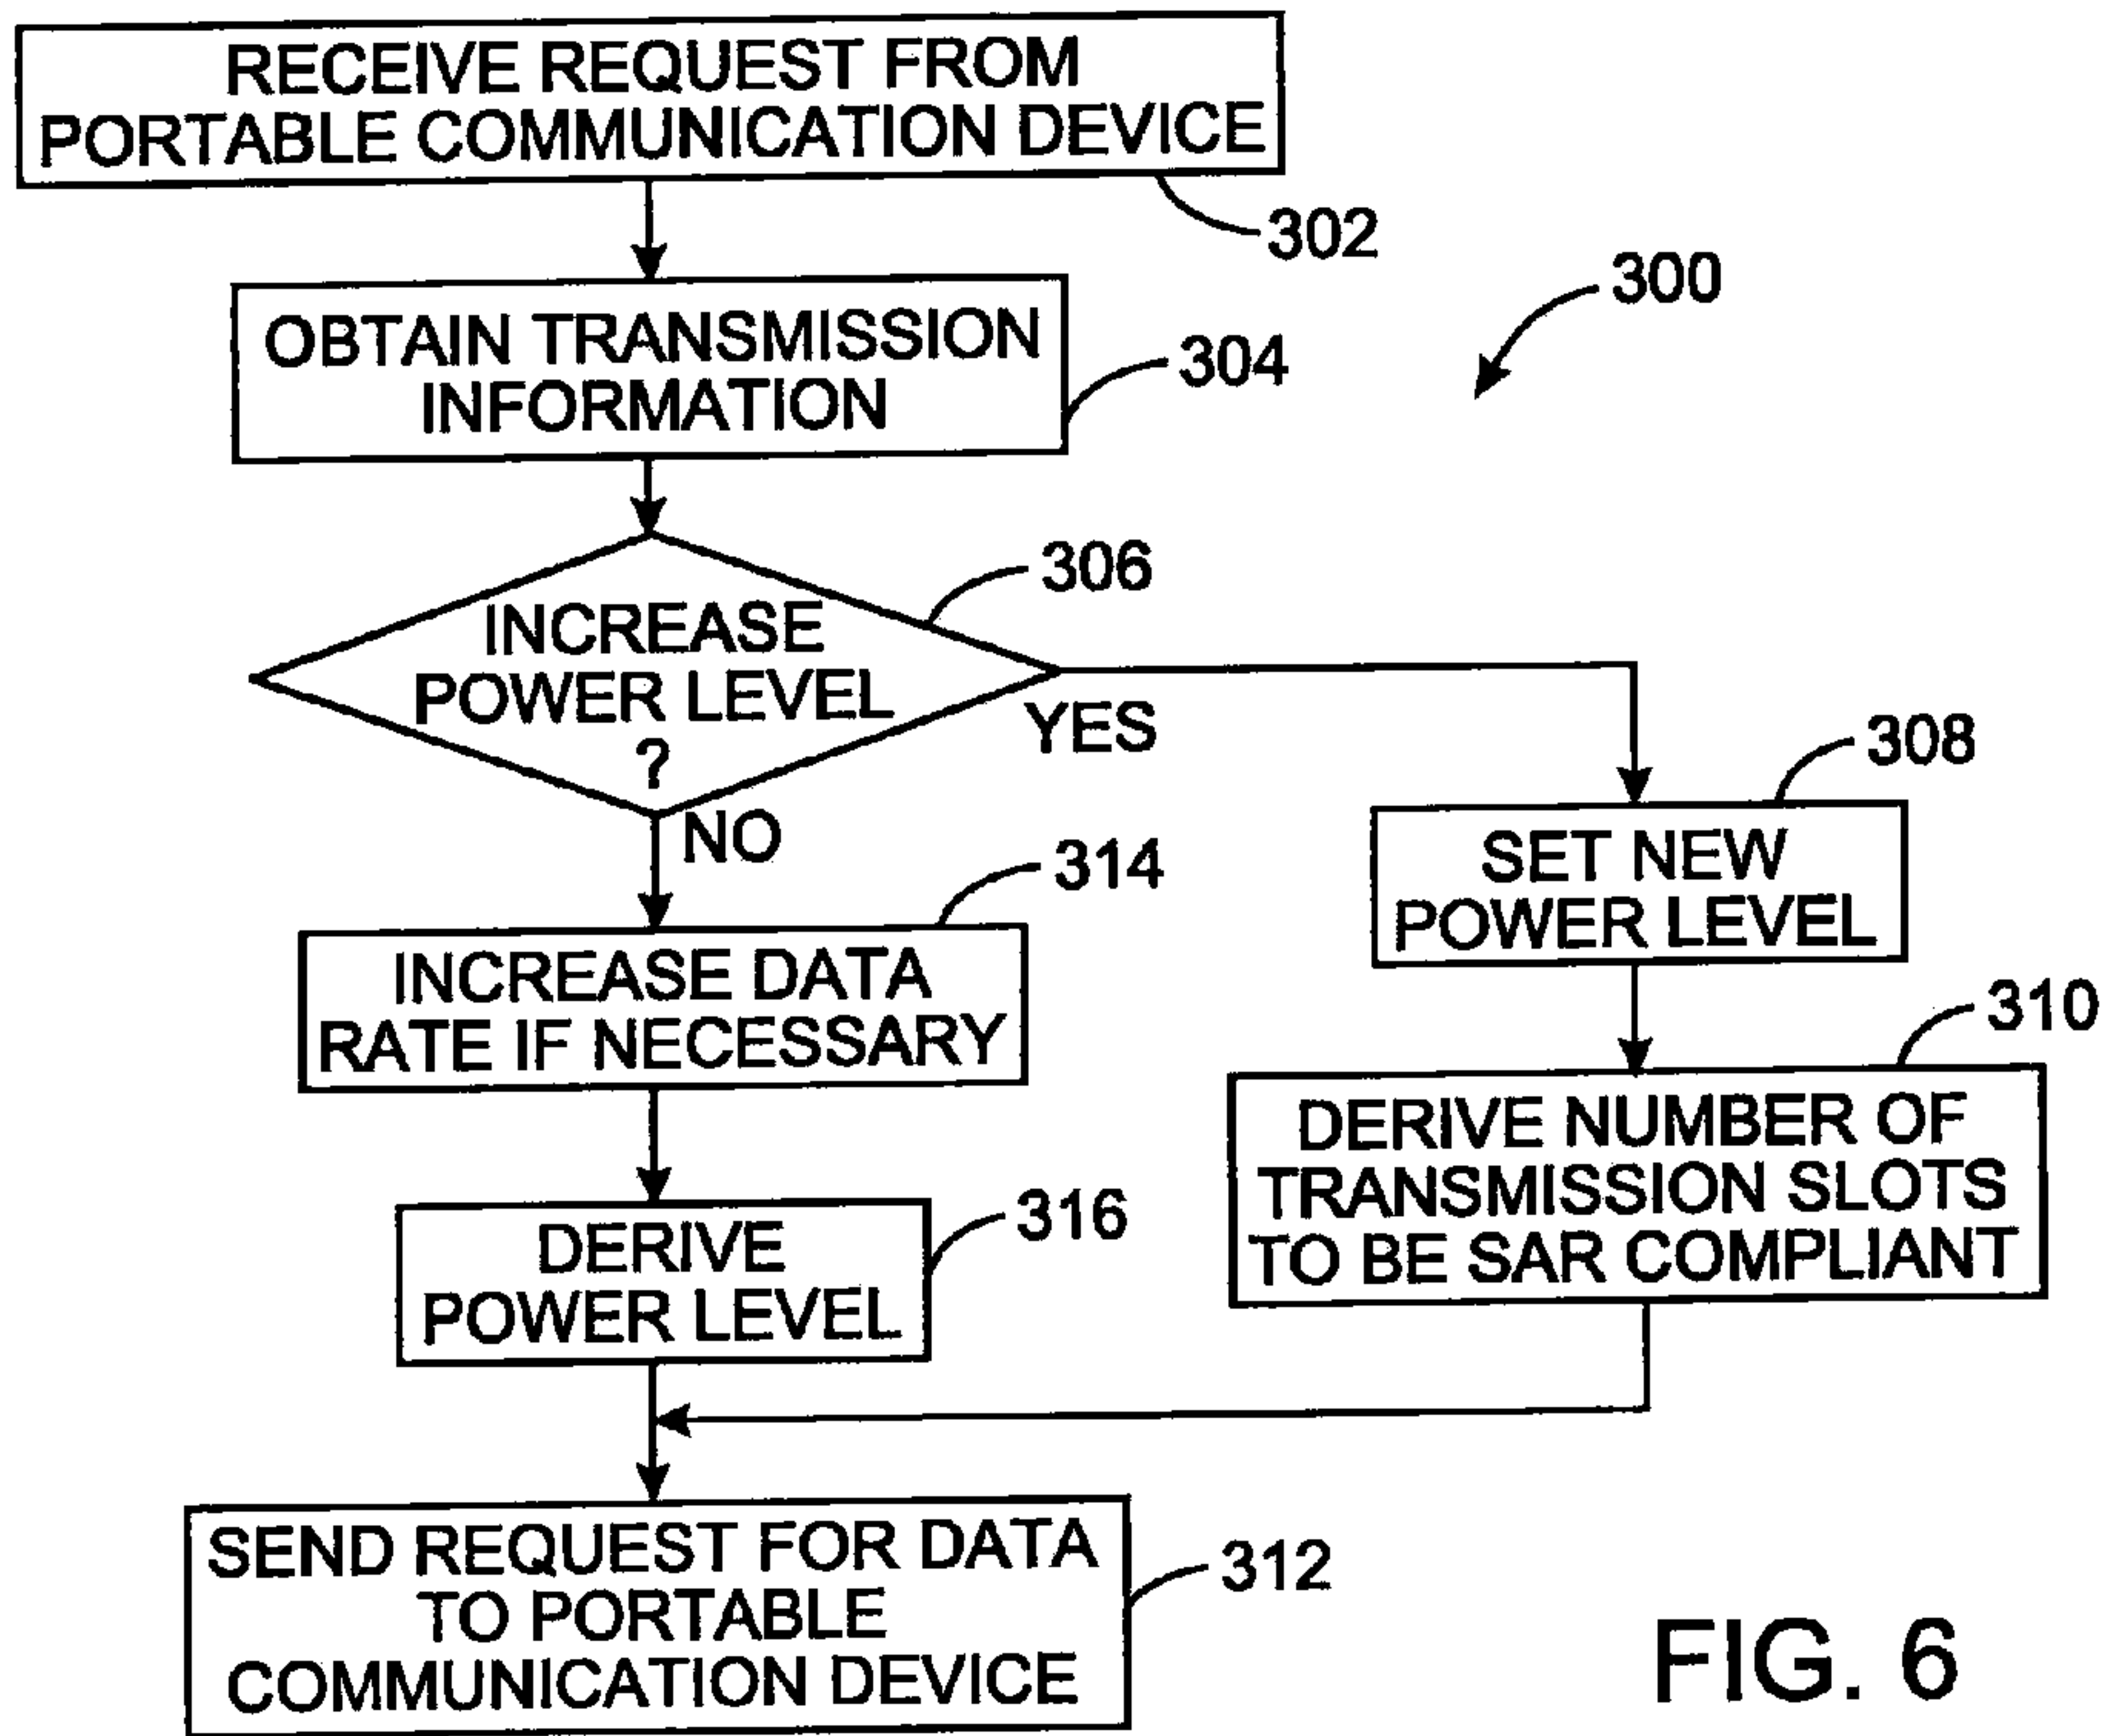 RECEIVE REQUEST FROM
PORTABLE COMMUNICATION DEVICE
302
300
OBTAIN TRANSMISSION
INFORMATION
304
306
INCREASE
POWER LEVEL
?
YES
NO
308
SET NEW
POWER LEVEL
314
INCREASE DATA
RATE IF NECESSARY
310
DERIVE NUMBER OF
TRANSMISSION SLOTS
TO BE SAR COMPLIANT
316
DERIVE
POWER LEVEL
SEND REQUEST FOR DATA
TO PORTABLE
COMMUNICATION DEVICE
312
FIG. 6